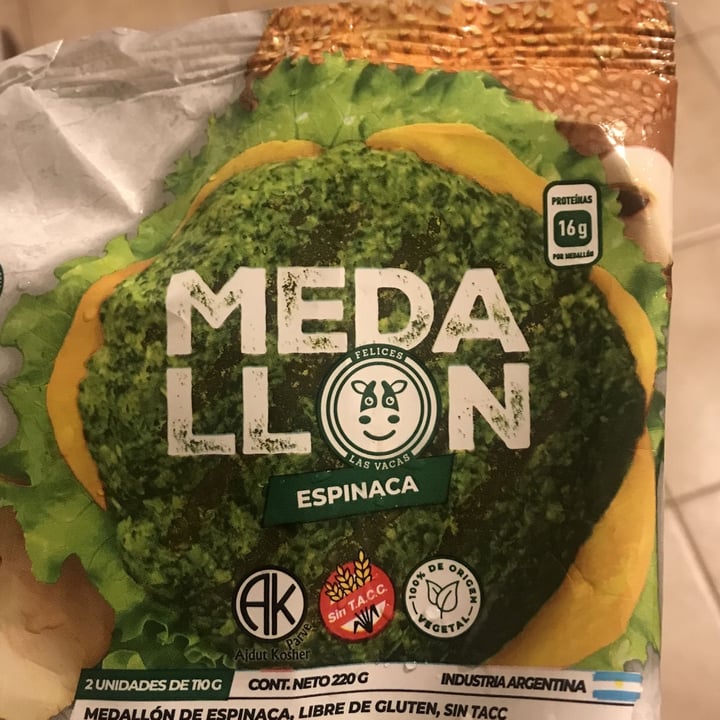 PROTEÍNAS
16g
POR MEDALLÓN
MEDA
LLON
FELICES
LAS VACAS
ESPINACA
AK
Parve
Ajdut Kosher
Sin T.A.C.C.
100% DE ORIGEN
VEGETAL
2 UNIDADES DE 110 G
CONT. NETO 220 G
INDUSTRIA ARGENTINA
MEDALLÓN DE ESPINACA, LIBRE DE GLUTEN, SIN TACC